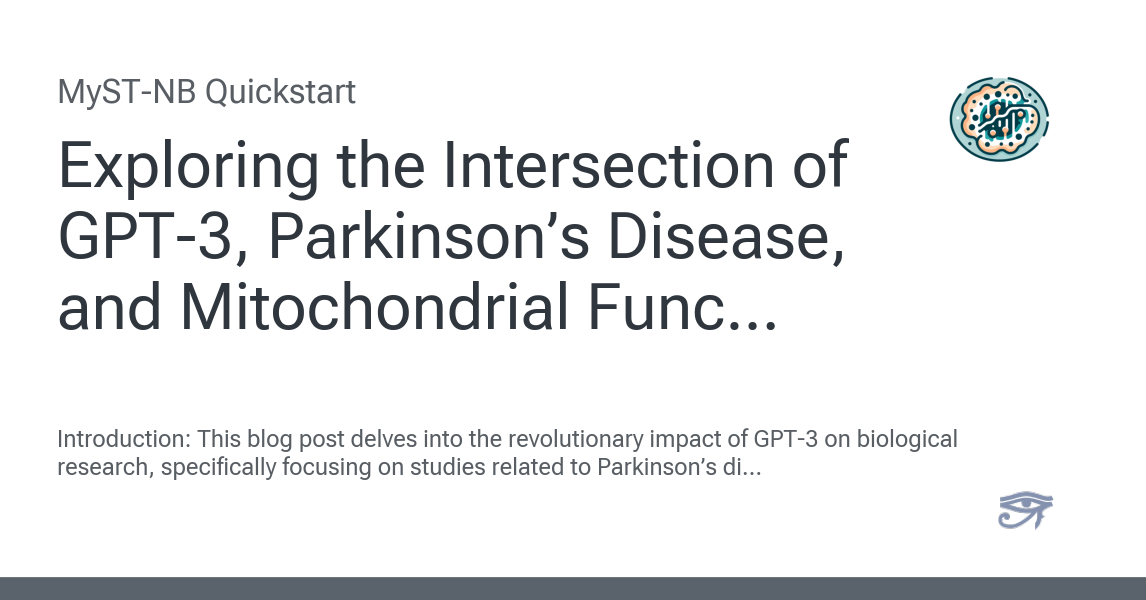 MyST-NB Quickstart
Exploring the Intersection of
GPT-3, Parkinson’s Disease,
and Mitochondrial Func...
Introduction: This blog post delves into the revolutionary impact of GPT-3 on biological
research, specifically focusing on studies related to Parkinson’s di...